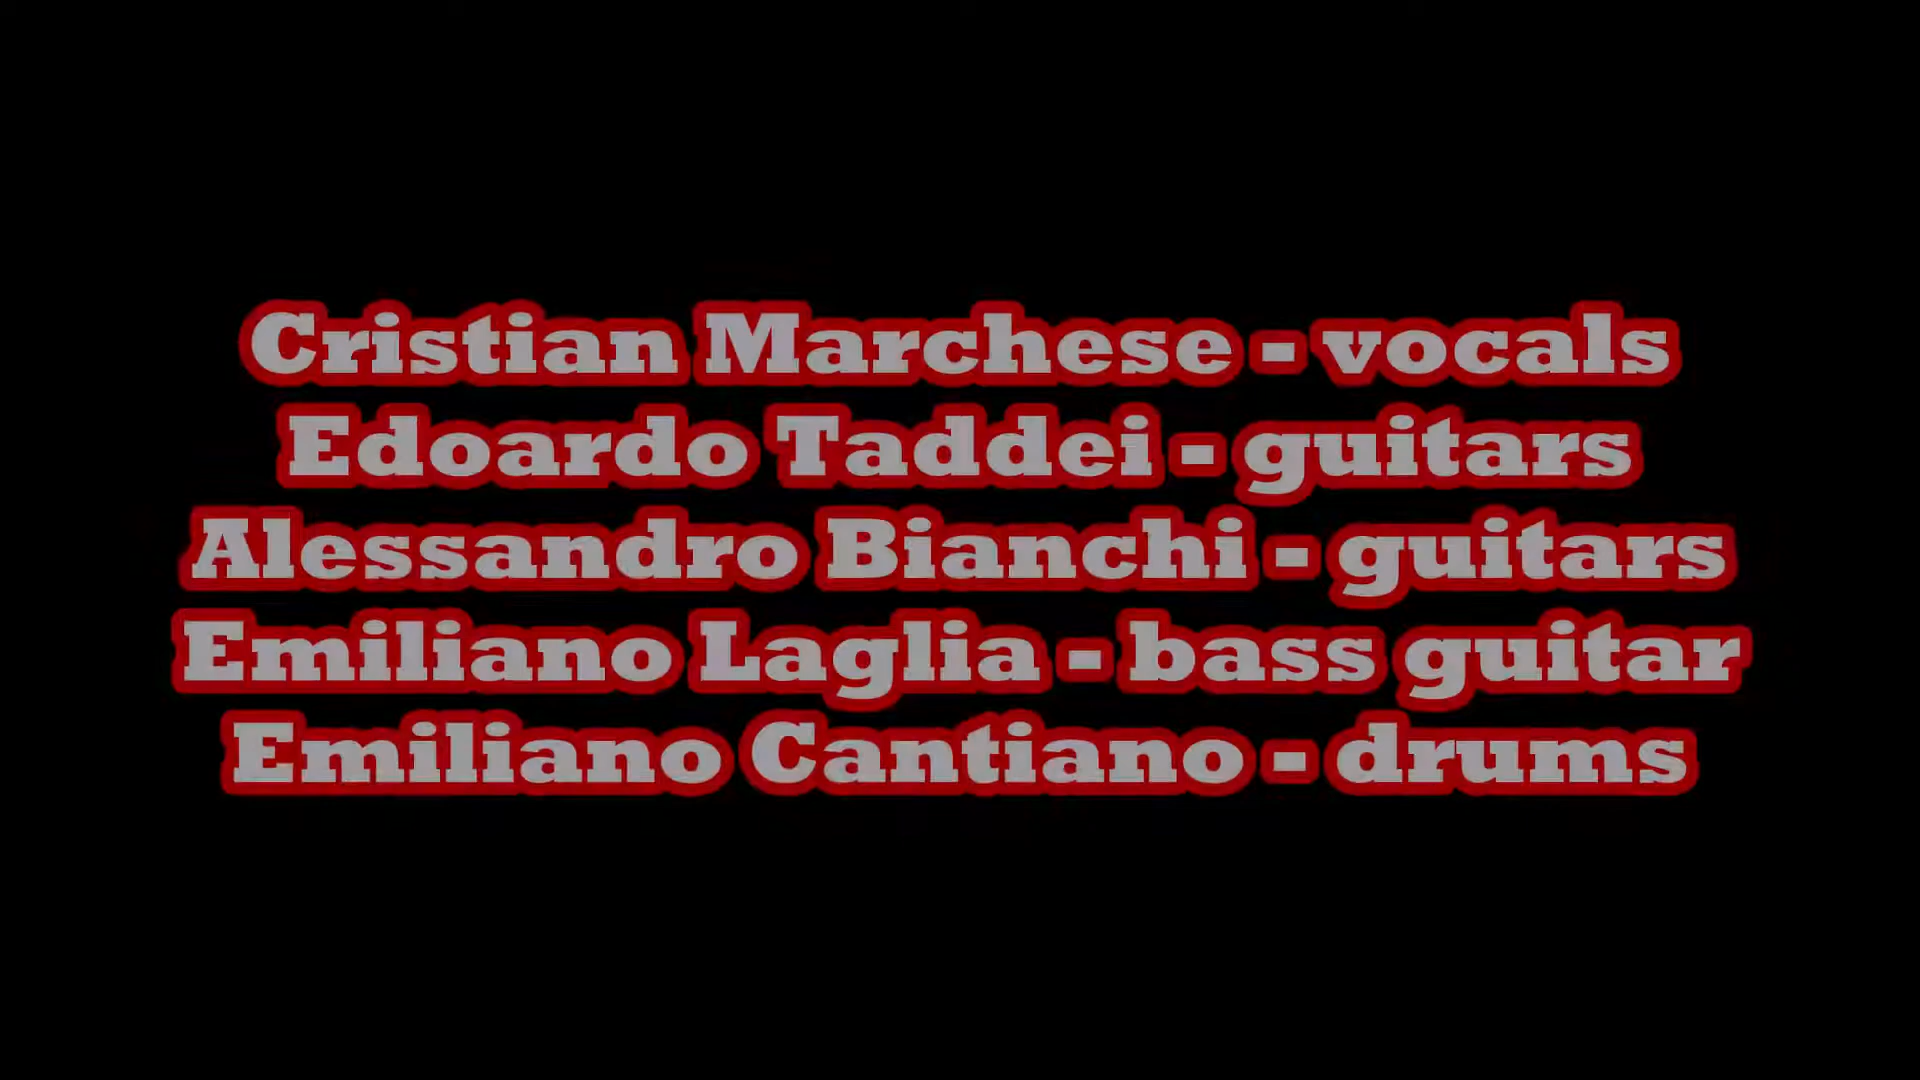 Cristian Marchese - vocals
Edoardo Taddei - guitars
Alessandro Bianchi - guitars
Emiliano Laglia - bass guitar
Emiliano Cantiano - drums